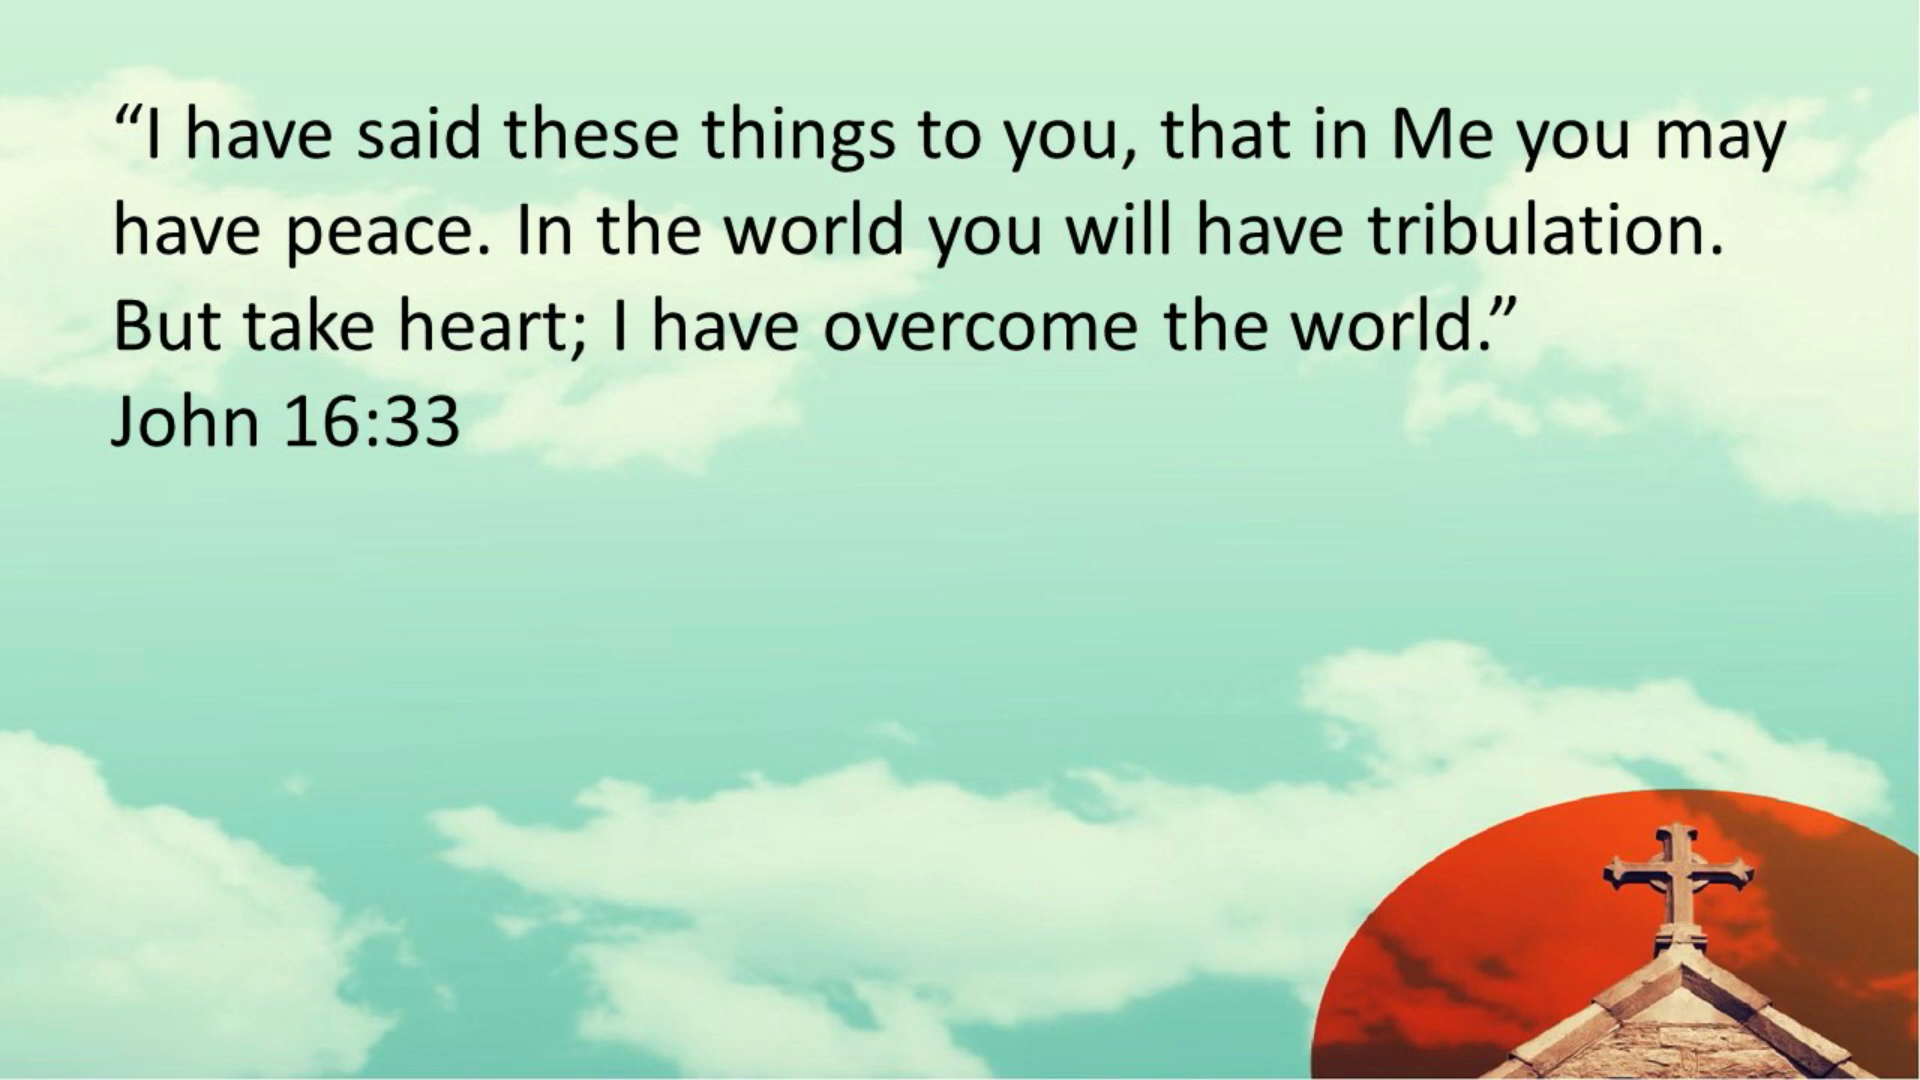 “I have said these things to you, that in Me you may
have peace. In the world you will have tribulation.
But take heart; I have overcome the world.”
John 16:33